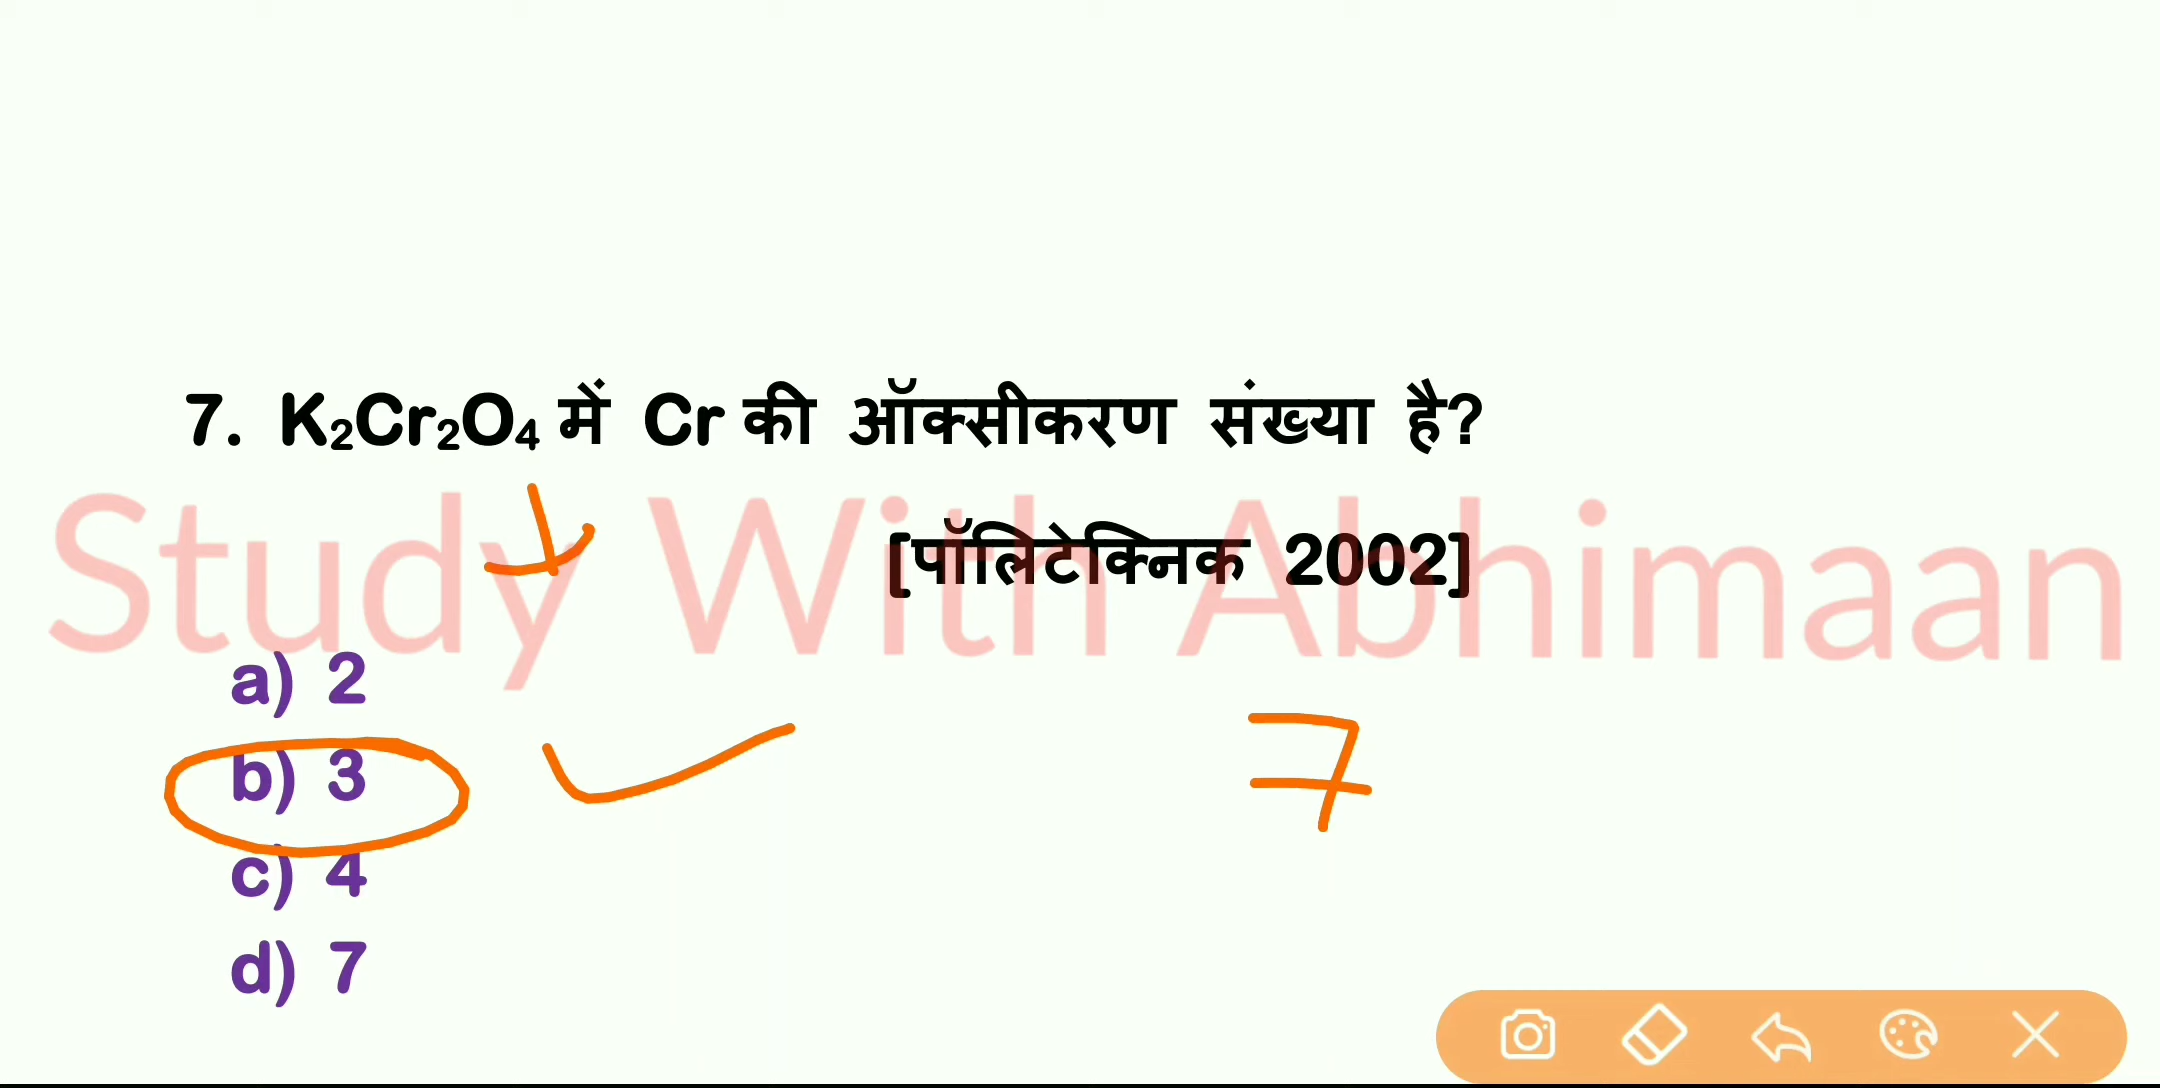 7. K₂Cr₂O₄ में Cr की ऑक्सीकरण संख्या है?
[पॉलिटेक्निक 2002]
Study With Abhimaan
a) 2
b) 3
7
c) 4
d) 7